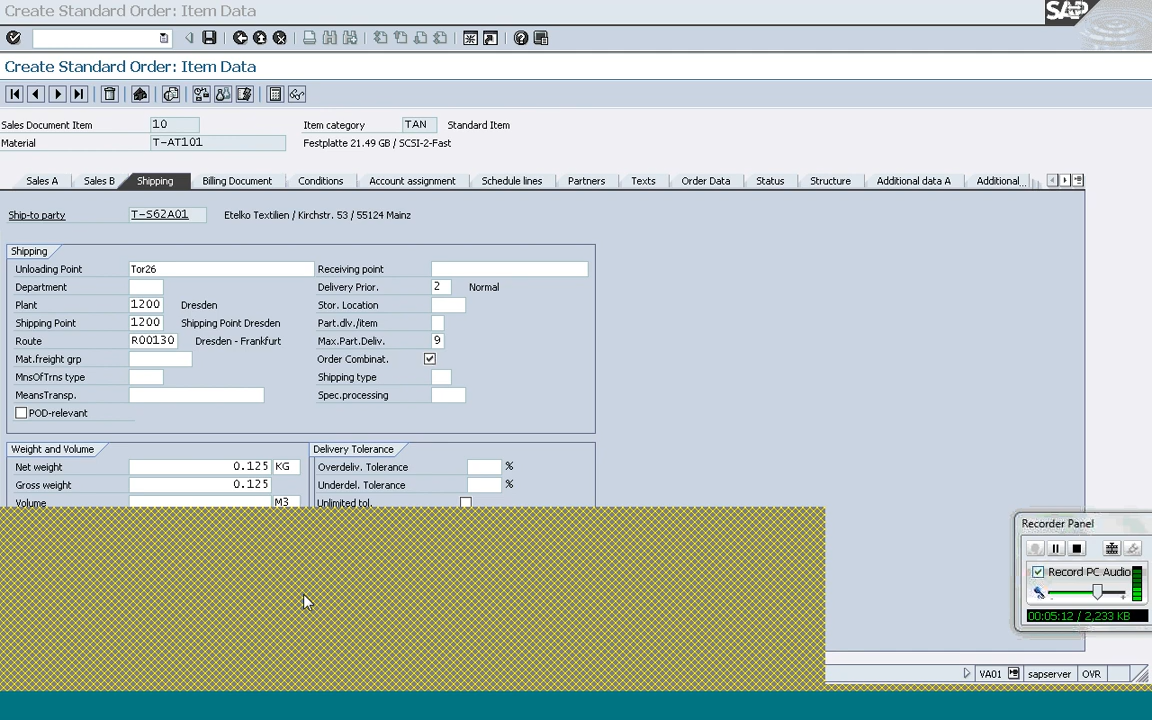 Create Standard Order: Item Data
SAP
Create Standard Order: Item Data
Sales Document Item 10 Item category TAN Standard Item
Material T-AT101 Festplatte 21.49 GB / SCSI-2-Fast
Sales A Sales B Shipping Billing Document Conditions Account assignment Schedule lines Partners Texts Order Data Status Structure Additional data A Additional...
Ship-to party T-S62A01 Etelko Textilien / Kirchstr. 53 / 55124 Mainz
Shipping
Unloading Point Tor26 Receiving point
Department Delivery Prior. 2 Normal
Plant 1200 Dresden Stor. Location
Shipping Point 1200 Shipping Point Dresden Part.dlv./item
Route R00130 Dresden - Frankfurt Max.Part.Deliv. 9
Mat.freight grp Order Combinat.
MnsOfTrns type Shipping type
MeansTransp. Spec.processing
POD-relevant
Weight and Volume Delivery Tolerance
Net weight 0.125 KG Overdeliv. Tolerance %
Gross weight 0.125 Underdel. Tolerance %
Volume M3 Unlimited tol.
Recorder Panel
Record PC Audio
00:05:12 / 2,233 KB
VA01 sapserver OVR